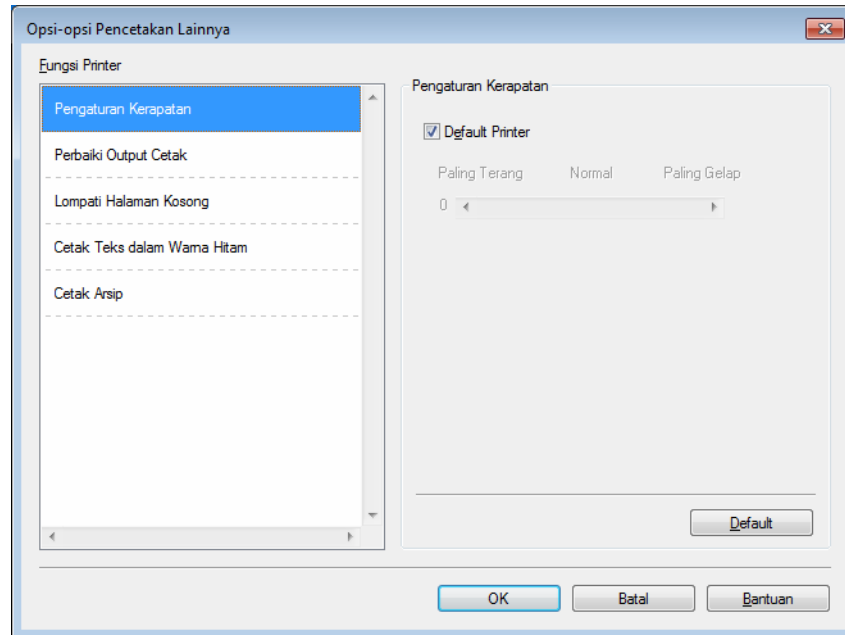 Opsi-opsi Pencetakan Lainnya
Fungsi Printer
Pengaturan Kerapatan
Perbaiki Output Cetak
Lompati Halaman Kosong
Cetak Teks dalam Warna Hitam
Cetak Arsip
Pengaturan Kerapatan
Default Printer
Paling Terang Normal Paling Gelap
0
Default
OK Batal Bantuan